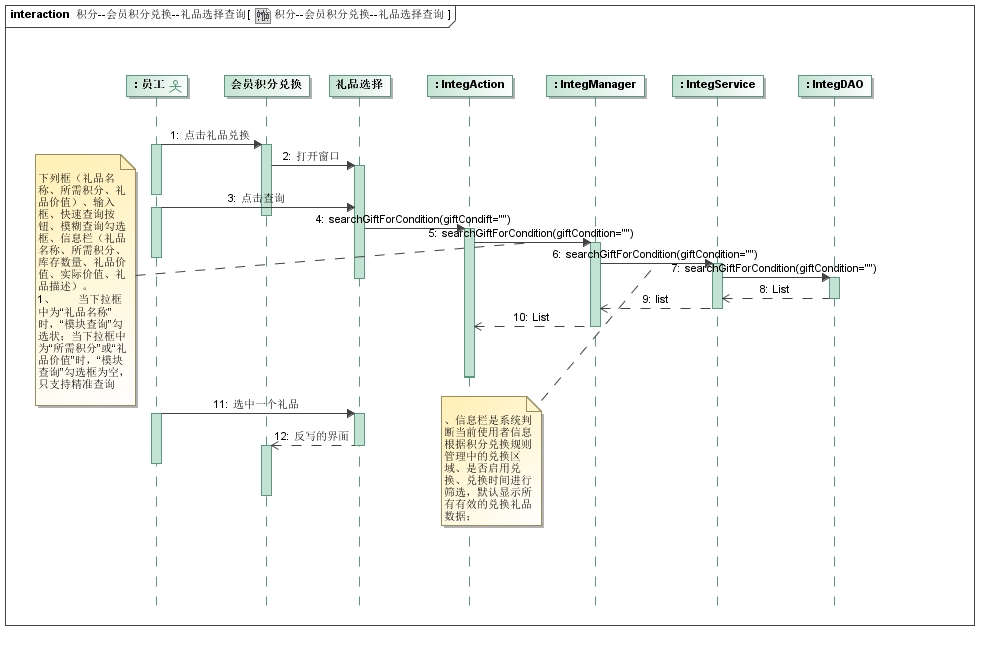 interaction 积分--会员积分兑换--礼品选择查询[ 积分--会员积分兑换--礼品选择查询 ]
: 员工
会员积分兑换
礼品选择
: IntegAction
: IntegManager
: IntegService
: IntegDAO
1: 点击礼品兑换
2: 打开窗口
3: 点击查询
4: searchGiftForCondition(giftCondift="")
5: searchGiftForCondition(giftCondition="")
6: searchGiftForCondition(giftCondition="")
7: searchGiftForCondition(giftCondition="")
8: List
9: list
10: List
下列框（礼品名
称、所需积分、礼
品价值）、输入
框、快速查询按
钮、模糊查询勾选
框、信息栏（礼品
名称、所需积分、
库存数量、礼品价
值、实际价值、礼
品描述）。
1、 当下拉框
中为“礼品名称”
时，“模块查询”勾
选状；当下拉框中
为“所需积分”或“礼
品价值”时，“模块
查询”勾选框为空，
只支持精准查询
11: 选中一个礼品
12: 反写的界面
、信息栏是系统判
断当前使用者信息
根据积分兑换规则
管理中的兑换区
域、是否启用兑
换、兑换时间进行
筛选，默认显示所
有有效的兑换礼品
数据；